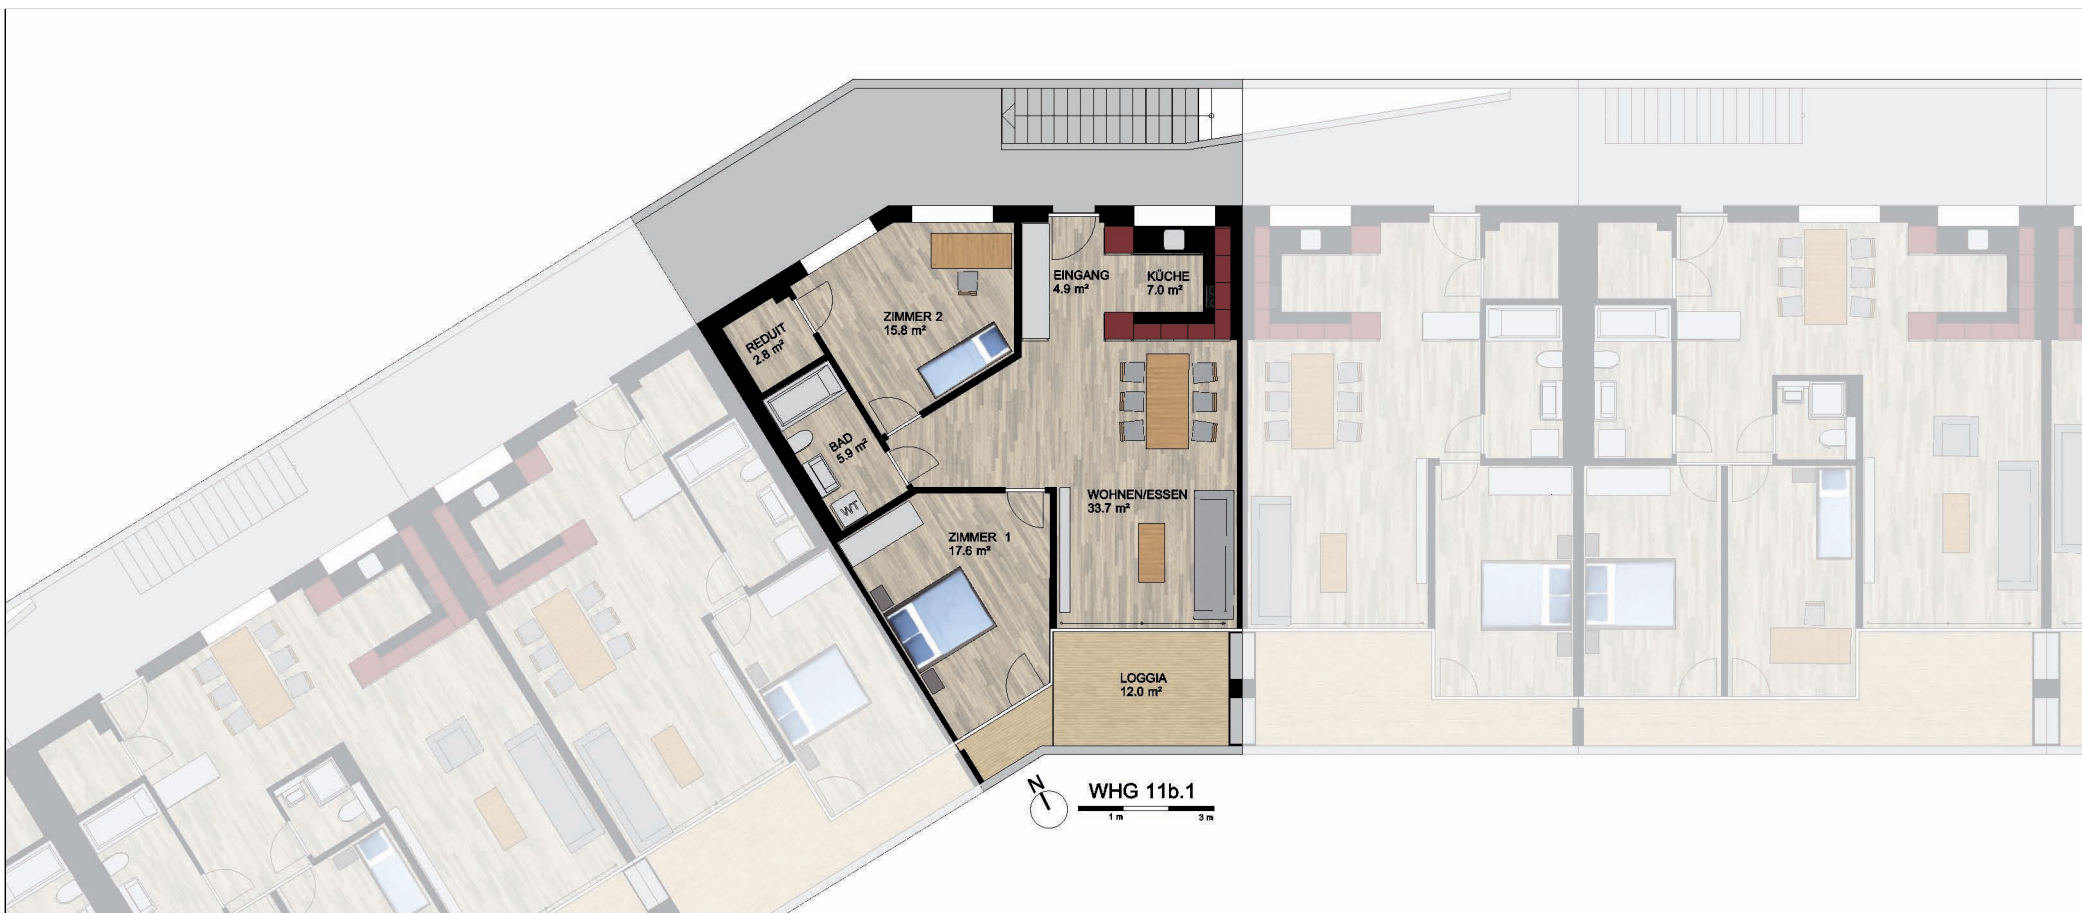 EINGANG
4.9 m²
KÜCHE
7.0 m²
ZIMMER 2
15.8 m²
REDUIT
2.8 m²
BAD
5.9 m²
WT
WOHNEN/ESSEN
33.7 m²
ZIMMER 1
17.6 m²
LOGGIA
12.0 m²
N
WHG 11b.1
1 m 3 m